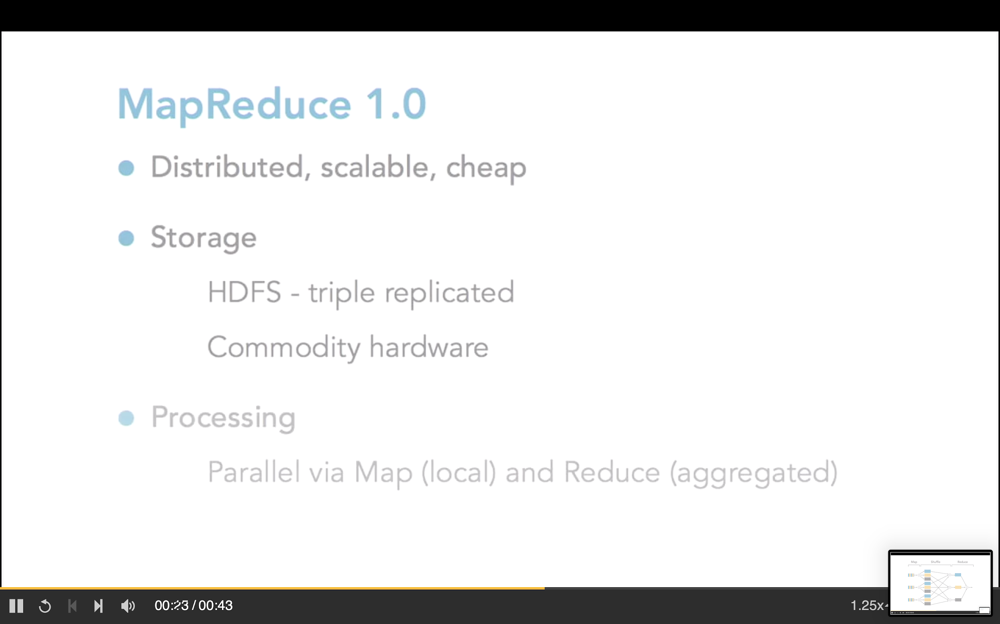 MapReduce 1.0
Distributed, scalable, cheap
Storage
HDFS - triple replicated
Commodity hardware
Processing
Parallel via Map (local) and Reduce (aggregated)
Map Shuffle Reduce
00:23 / 00:43 1.25x